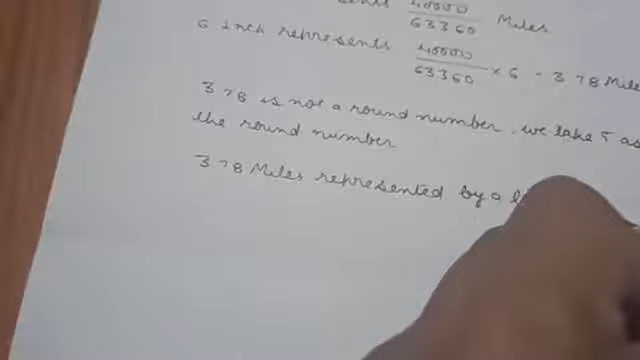 40000
63360 Miles
6 Inch represents 40000
63360 × 6 = 3 78 Miles
3 78 is not a round number. we take 5 as
the round number
3 78 Miles represented by a